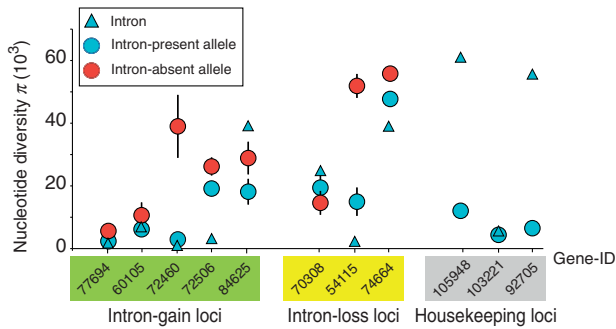 Intron
Intron-present allele
Intron-absent allele
Nucleotide diversity π (10³)
60
40
20
0
77694
60105
72460
72506
84625
70308
54115
74664
105948
103221
92705
Gene-ID
Intron-gain loci
Intron-loss loci
Housekeeping loci